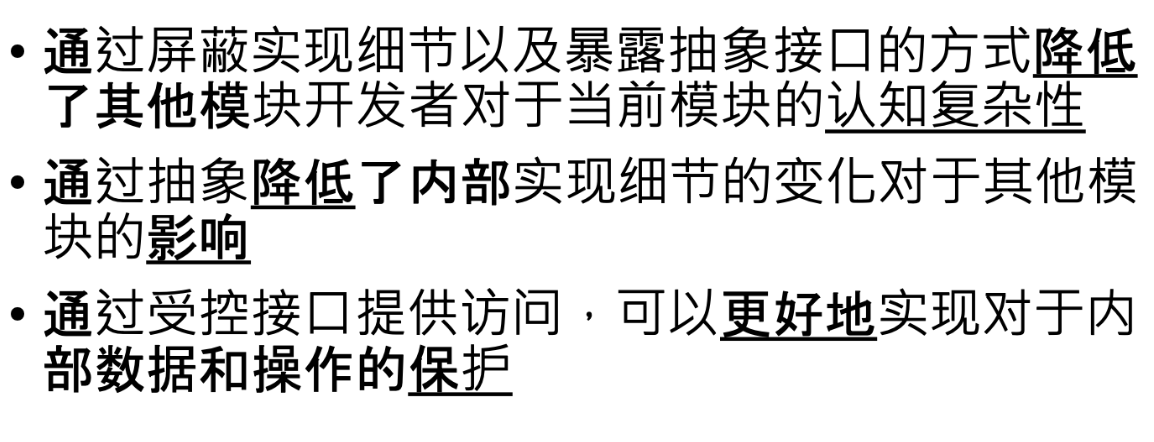 • 通过屏蔽实现细节以及暴露抽象接口的方式降低
了其他模块开发者对于当前模块的认知复杂性
• 通过抽象降低了内部实现细节的变化对于其他模
块的影响
• 通过受控接口提供访问，可以更好地实现对于内
部数据和操作的保护